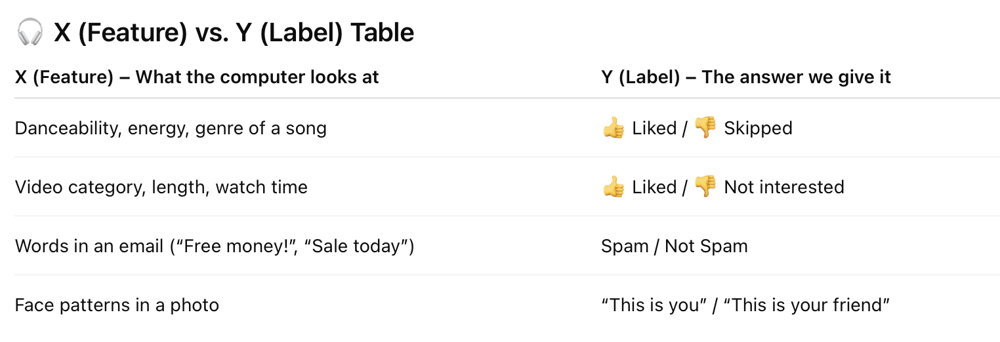 🎧 X (Feature) vs. Y (Label) Table
X (Feature) – What the computer looks at Y (Label) – The answer we give it
Danceability, energy, genre of a song 👍 Liked / 👎 Skipped
Video category, length, watch time 👍 Liked / 👎 Not interested
Words in an email (“Free money!”, “Sale today”) Spam / Not Spam
Face patterns in a photo “This is you” / “This is your friend”